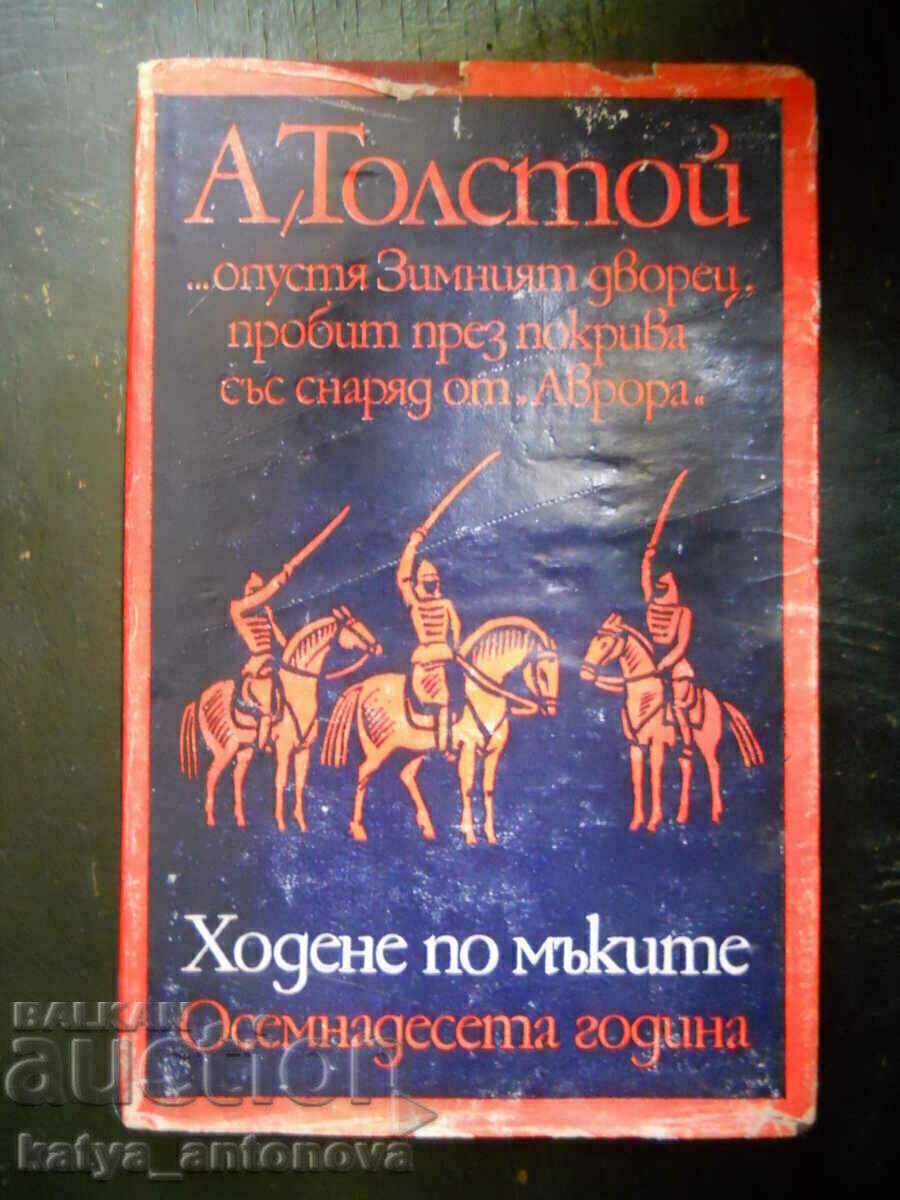 А. Толстой
...опустя Зимният дворец,
пробит през покрива
със снаряд от „Аврора“
Ходене по мъките
Осемнадесета година
BALKAN
auction
katya_antonova